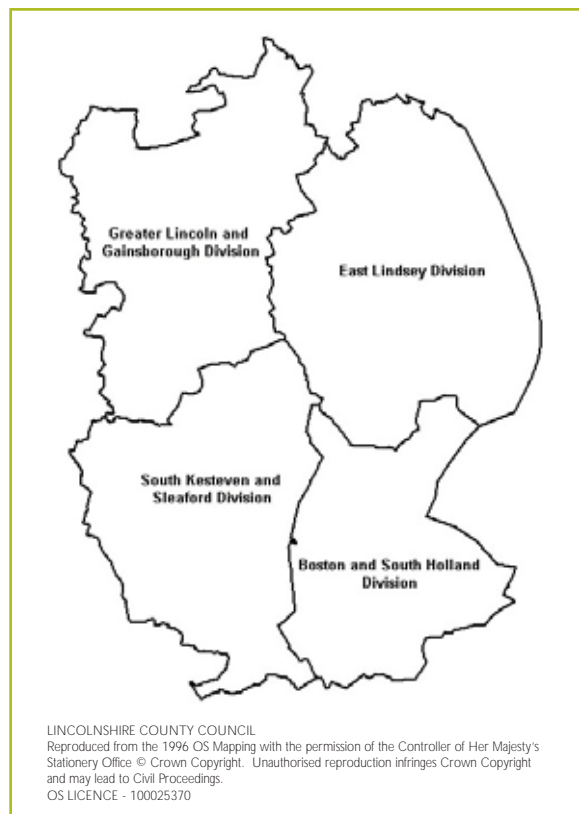 Greater Lincoln and
Gainsborough Division
East Lindsey Division
South Kesteven and
Sleaford Division
Boston and South Holland
Division
LINCOLNSHIRE COUNTY COUNCIL
Reproduced from the 1996 OS Mapping with the permission of the Controller of Her Majesty's
Stationery Office © Crown Copyright. Unauthorised reproduction infringes Crown Copyright
and may lead to Civil Proceedings.
OS LICENCE - 100025370